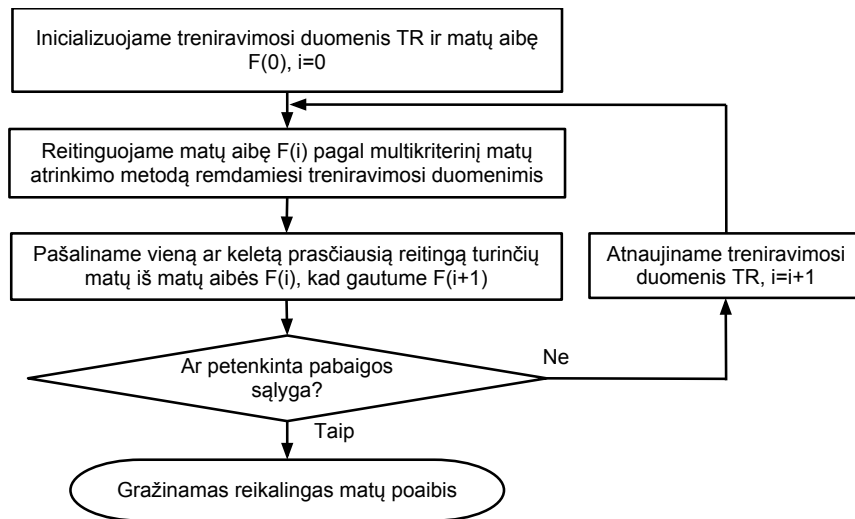 Inicializuojame treniravimosi duomenis TR ir matų aibę
F(0), i=0
Reitinguojame matų aibę F(i) pagal multikriterinį matų
atrinkimo metodą remdamiesi treniravimosi duomenimis
Pašaliname vieną ar keletą prasčiausią reitingą turinčių
matų iš matų aibės F(i), kad gautume F(i+1)
Atnaujiname treniravimosi
duomenis TR, i=i+1
Ar petenkinta pabaigos
sąlyga?
Ne
Taip
Gražinamas reikalingas matų poaibis